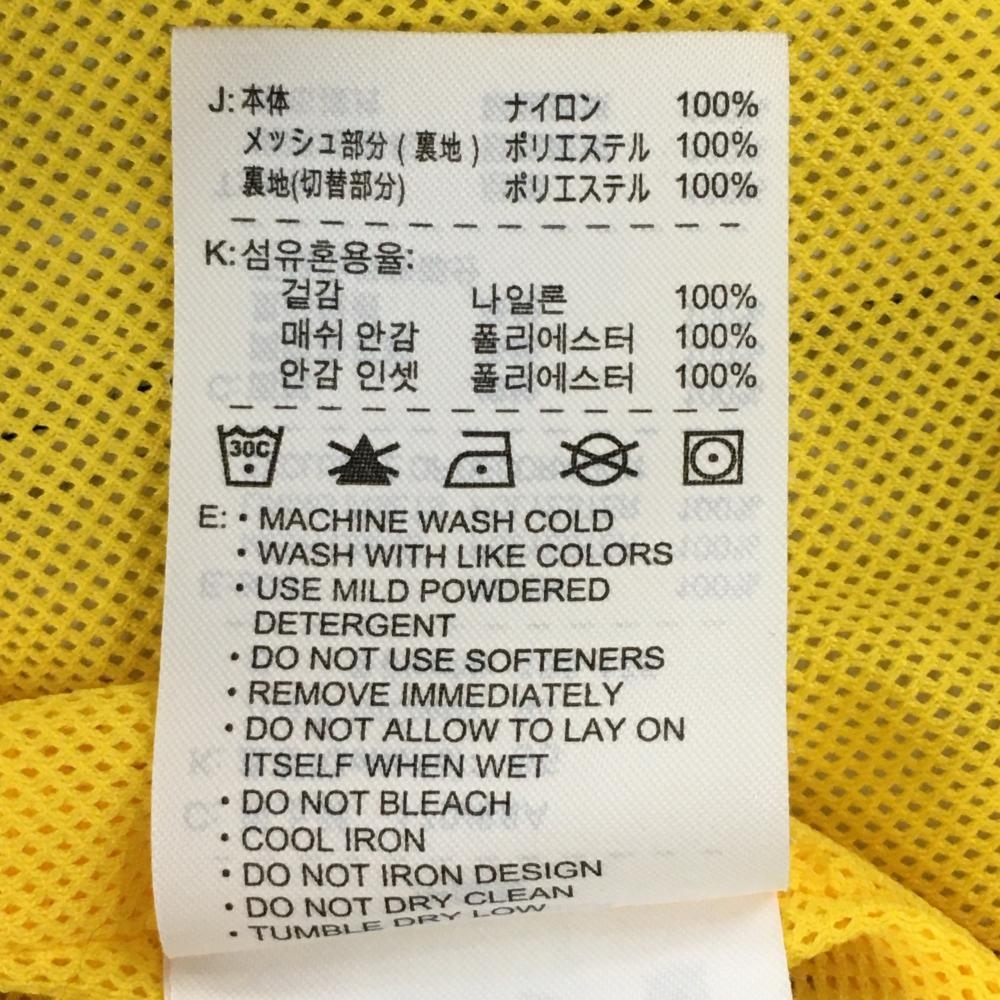 J: 本体 ナイロン 100%
メッシュ部分 ( 裏地 ) ポリエステル 100%
裏地(切替部分) ポリエステル 100%
K: 섬유혼용율:
겉감 나일론 100%
매쉬 안감 폴리에스터 100%
안감 인셋 폴리에스터 100%
30C
E: • MACHINE WASH COLD
• WASH WITH LIKE COLORS
• USE MILD POWDERED
DETERGENT
• DO NOT USE SOFTENERS
• REMOVE IMMEDIATELY
• DO NOT ALLOW TO LAY ON
ITSELF WHEN WET
• DO NOT BLEACH
• COOL IRON
• DO NOT IRON DESIGN
• DO NOT DRY CLEAN
• TUMBLE DRY LOW